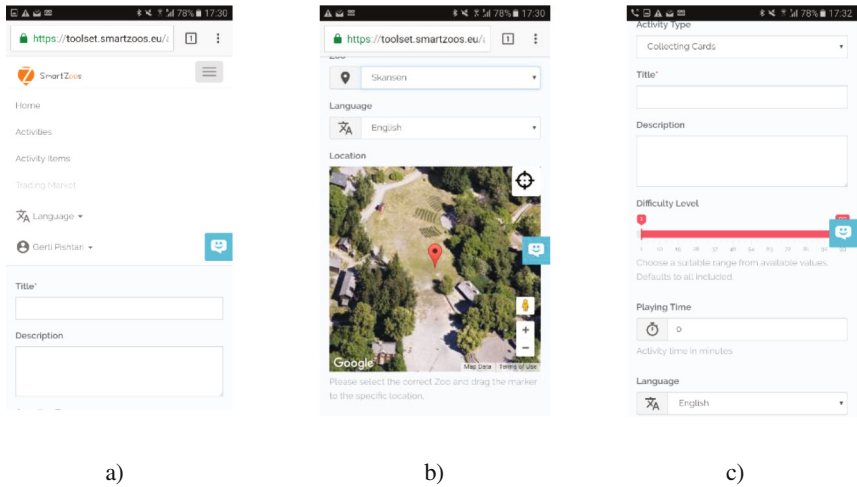 78% 17:30
https://toolset.smartzoos.eu/a
1
SmartZoos
Home
Activities
Activity Items
Trading Market
Language
Gerti Pishtari
Title*
Description
a)
78% 17:30
https://toolset.smartzoos.eu/a
1
Zoo
Skansen
Language
English
Location
Google
Map Data
Terms of Use
Please select the correct Zoo and drag the marker
to the specific location.
b)
78% 17:32
Activity Type
Collecting Cards
Title*
Description
Difficulty Level
1
Choose a suitable range from available values.
Defaults to all included.
Playing Time
0
Activity time in minutes
Language
English
c)